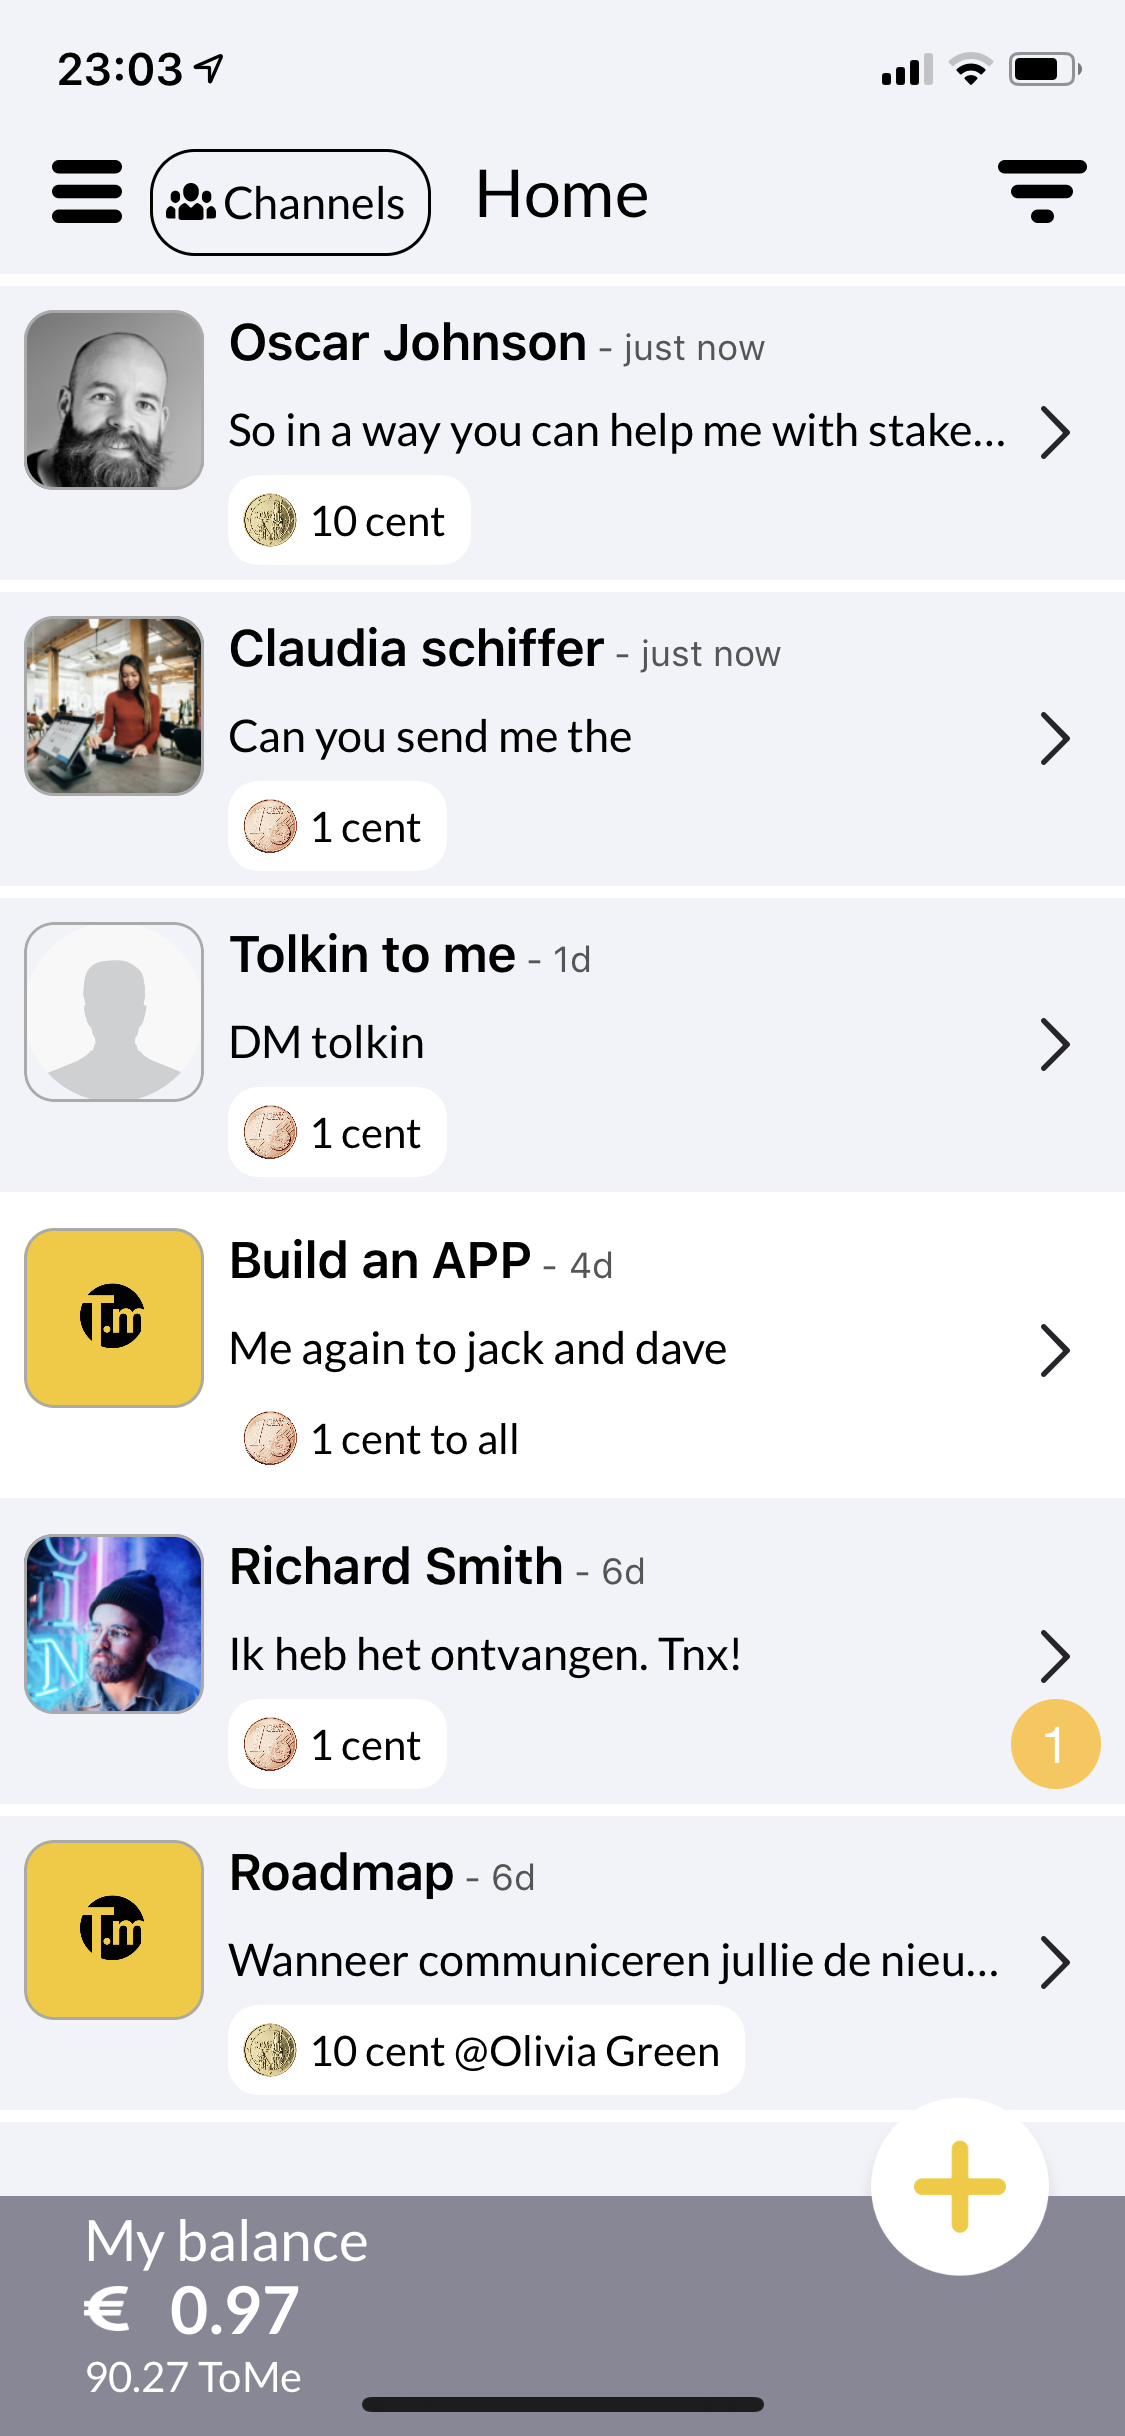 23:03
Channels
Home
Oscar Johnson - just now
So in a way you can help me with stake...
10 cent
Claudia schiffer - just now
Can you send me the
1 cent
Tolkin to me - 1d
DM tolkin
1 cent
T.m
Build an APP - 4d
Me again to jack and dave
1 cent to all
Richard Smith - 6d
Ik heb het ontvangen. Tnx!
1 cent
1
T.m
Roadmap - 6d
Wanneer communiceren jullie de nieu...
10 cent @Olivia Green
My balance
€ 0.97
90.27 ToMe